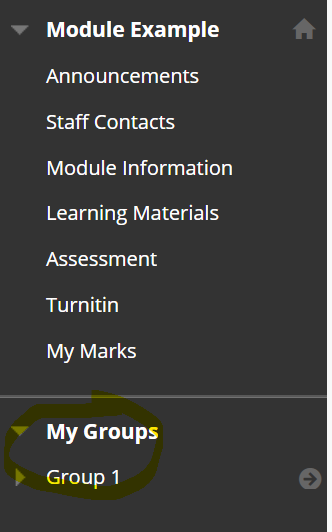 Module Example
Announcements
Staff Contacts
Module Information
Learning Materials
Assessment
Turnitin
My Marks
My Groups
Group 1